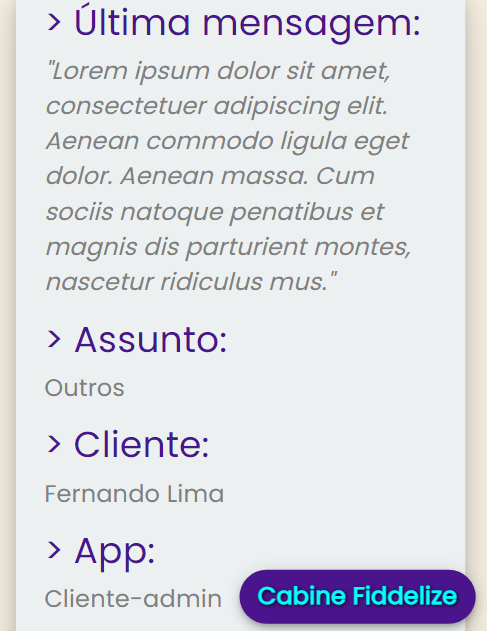 > Última mensagem:
"Lorem ipsum dolor sit amet,
consectetuer adipiscing elit.
Aenean commodo ligula eget
dolor. Aenean massa. Cum
sociis natoque penatibus et
magnis dis parturient montes,
nascetur ridiculus mus."
> Assunto:
Outros
> Cliente:
Fernando Lima
> App:
Cliente-admin
Cabine Fiddelize